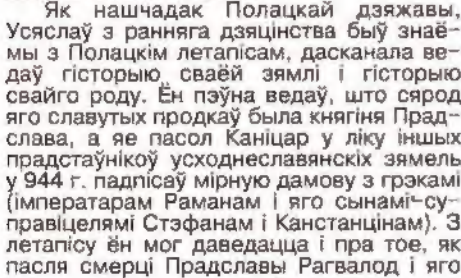 Як нашчадак Полацкай дзяжавы,
Усяслаў з ранняга дзяцінства быў знаё-
мы з Полацкім летапісам, дасканала ве-
даў гісторыю сваёй зямлі і гісторыю
свайго роду. Ён пэўна ведаў, што сярод
яго славутых продкаў была княгіня Прад-
слава, а яе пасол Каніцар у ліку іншых
прадстаўнікоў усходнеславянскіх зямель
у 944 г. падпісаў мірную дамову з грэкамі
(імператарам Раманам і яго сынамі-су-
правіцелямі Стэфанам і Канстанцінам). З
летапісу ён мог даведацца і пра тое, як
пасля смерці Прадславы Рагвалод і яго